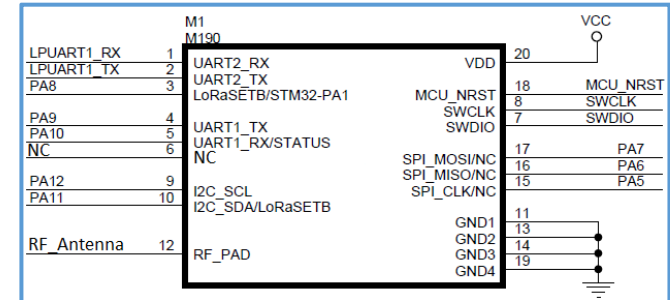 M1
M190
VCC
LPUART1_RX 1 UART2_RX VDD 20
LPUART1_TX 2 UART2_TX
PA8 3 LoRaSETB/STM32-PA1 MCU_NRST 18 MCU_NRST
SWCLK 8 SWCLK
PA9 4 UART1_TX SWDIO 7 SWDIO
PA10 5 UART1_RX/STATUS
NC 6 NC SPI_MOSI/NC 17 PA7
SPI_MISO/NC 16 PA6
PA12 9 I2C_SCL SPI_CLK/NC 15 PA5
PA11 10 I2C_SDA/LoRaSETB
GND1 11
GND2 13
RF_Antenna 12 RF_PAD GND3 14
GND4 19